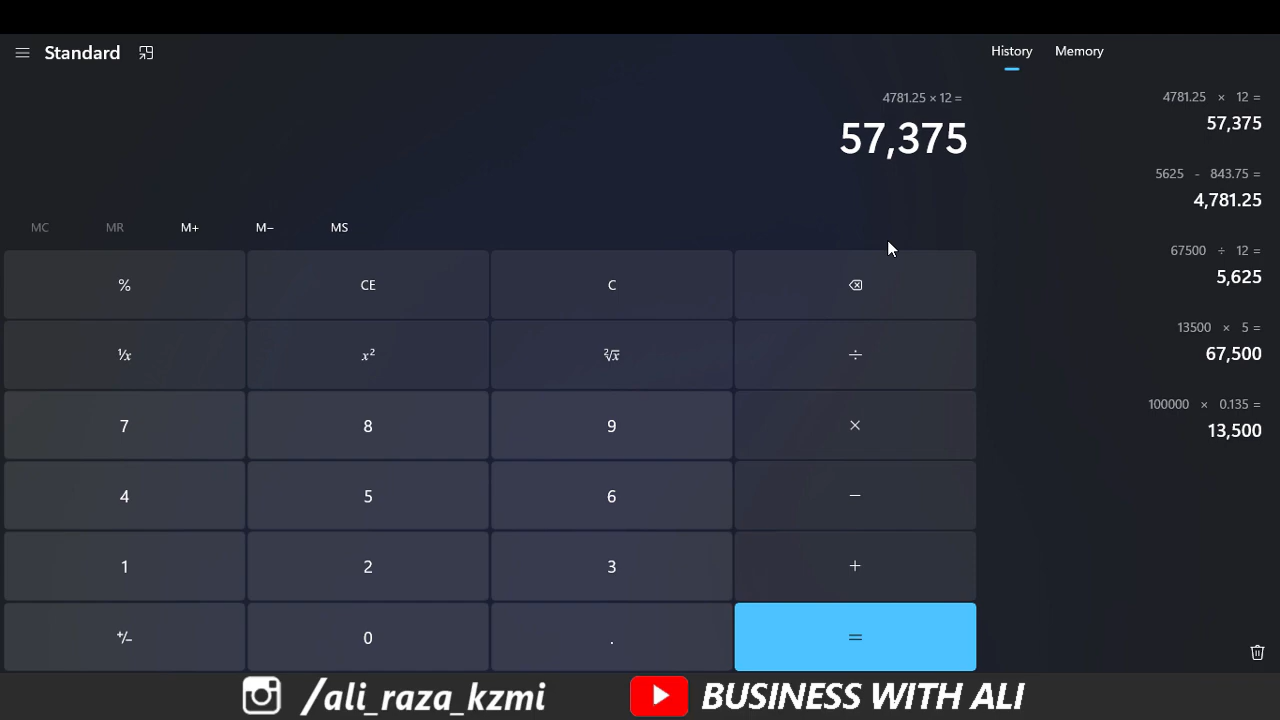 Standard
History Memory
4781.25 × 12 =
57,375
4781.25 × 12 =
57,375
5625 - 843.75 =
4,781.25
67500 ÷ 12 =
5,625
13500 × 5 =
67,500
100000 × 0.135 =
13,500
MC MR M+ M− MS
% CE C
⅟x x² ²√x ÷
7 8 9 ×
4 5 6 −
1 2 3 +
+/− 0 . =
/ali_raza_kzmi BUSINESS WITH ALI